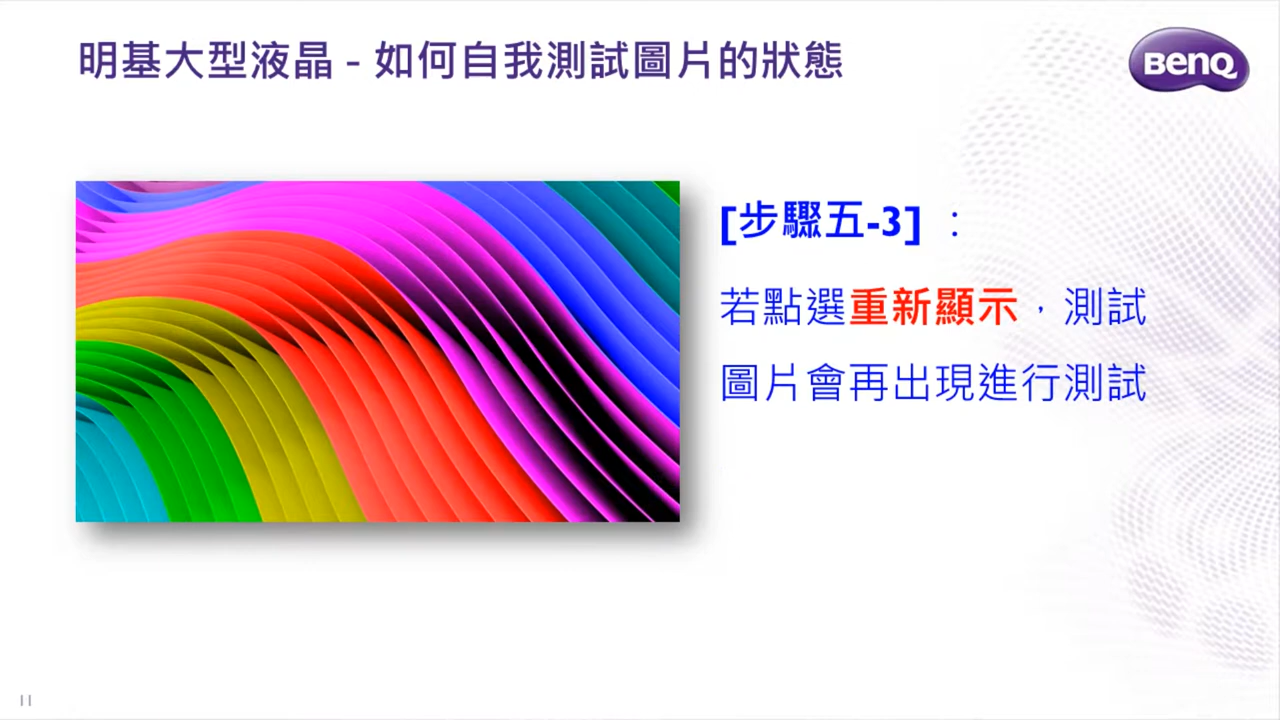 明基大型液晶 - 如何自我測試圖片的狀態
BenQ
[步驟五-3] ：
若點選重新顯示，測試
圖片會再出現進行測試
11